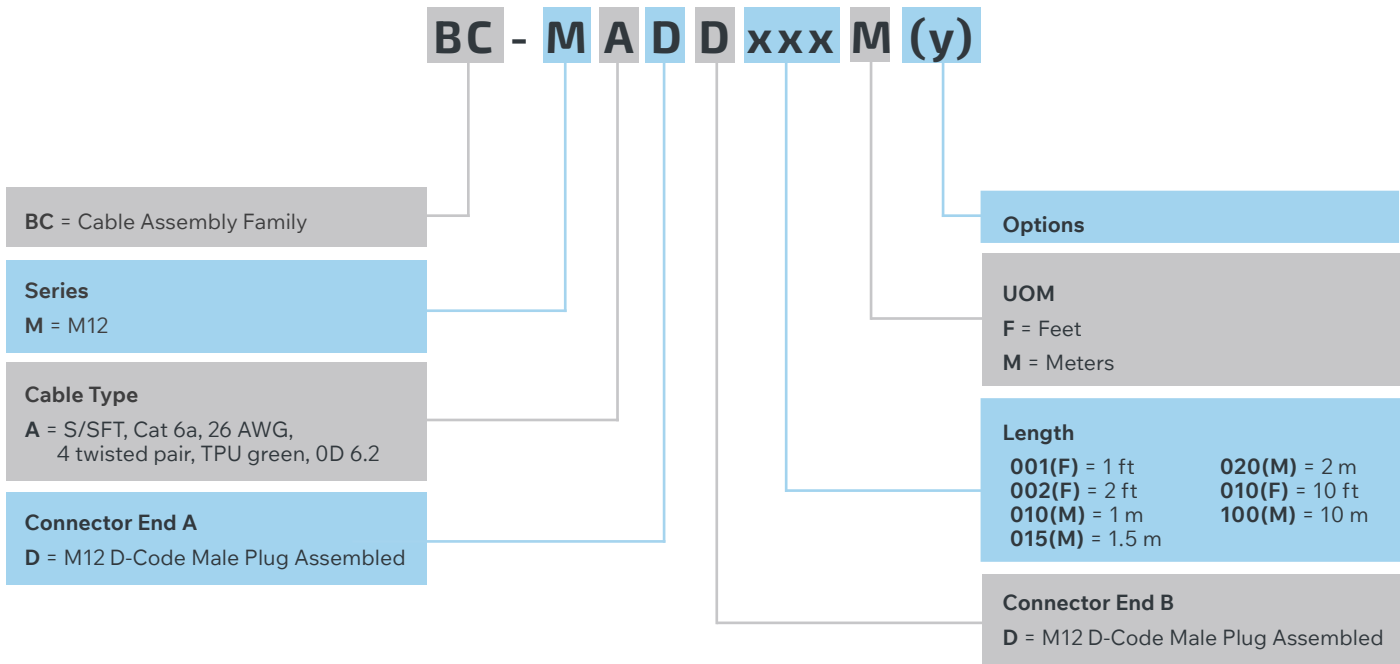 BC - M A D D xxx M (y)
BC = Cable Assembly Family
Series
M = M12
Cable Type
A = S/SFT, Cat 6a, 26 AWG,
4 twisted pair, TPU green, 0D 6.2
Connector End A
D = M12 D-Code Male Plug Assembled
Options
UOM
F = Feet
M = Meters
Length
001(F) = 1 ft
002(F) = 2 ft
010(M) = 1 m
015(M) = 1.5 m
020(M) = 2 m
010(F) = 10 ft
100(M) = 10 m
Connector End B
D = M12 D-Code Male Plug Assembled